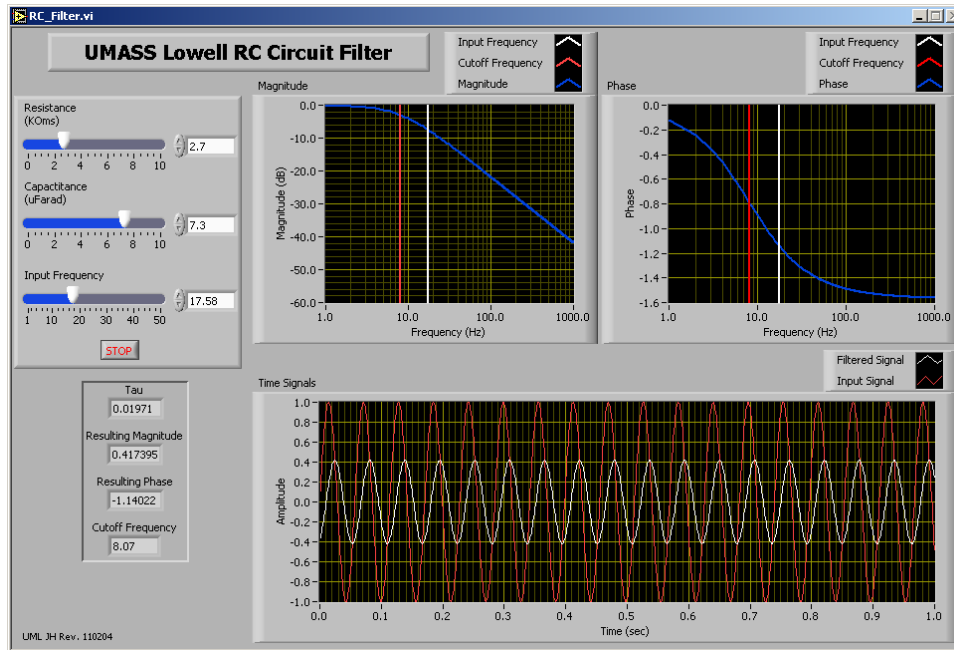 RC_Filter.vi
UMASS Lowell RC Circuit Filter
Input Frequency
Cutoff Frequency
Magnitude
Input Frequency
Cutoff Frequency
Phase
Resistance
(KOms)
0 2 4 6 8 10
2.7
Capactitance
(uFarad)
0 2 4 6 8 10
7.3
Input Frequency
1 10 20 30 40 50
17.58
STOP
Magnitude
Magnitude (dB)
0.0
-10.0
-20.0
-30.0
-40.0
-50.0
-60.0
1.0 10.0 100.0 1000.0
Frequency (Hz)
Phase
Phase
0.0
-0.2
-0.4
-0.6
-0.8
-1.0
-1.2
-1.4
-1.6
1.0 10.0 100.0 1000.0
Frequency (Hz)
Tau
0.01971
Resulting Magnitude
0.417395
Resulting Phase
-1.14022
Cutoff Frequency
8.07
Filtered Signal
Input Signal
Time Signals
Amplitude
1.0
0.8
0.6
0.4
0.2
0.0
-0.2
-0.4
-0.6
-0.8
-1.0
0.0 0.1 0.2 0.3 0.4 0.5 0.6 0.7 0.8 0.9 1.0
Time (sec)
UML JH Rev. 110204